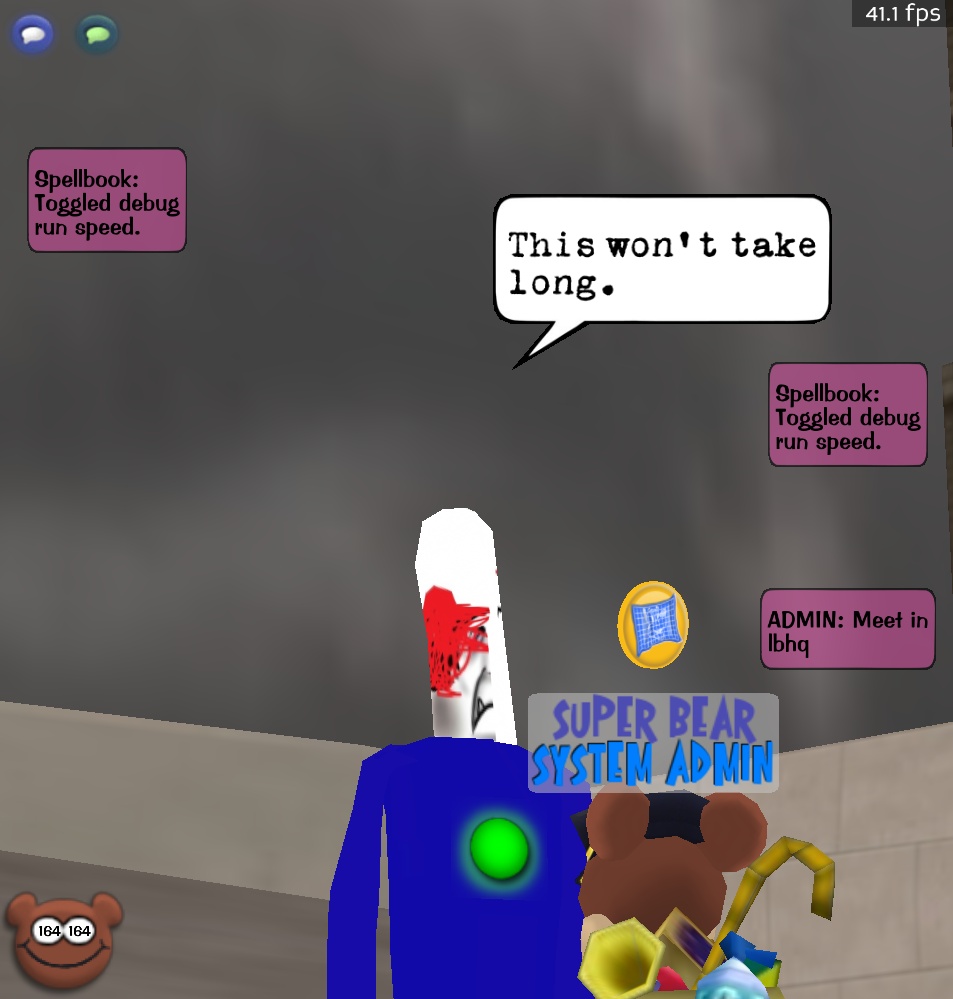 41.1 fps
Spellbook:
Toggled debug
run speed.
This won't take
long.
Spellbook:
Toggled debug
run speed.
ADMIN: Meet in
lbhq
SUPER BEAR
SYSTEM ADMIN
164 164